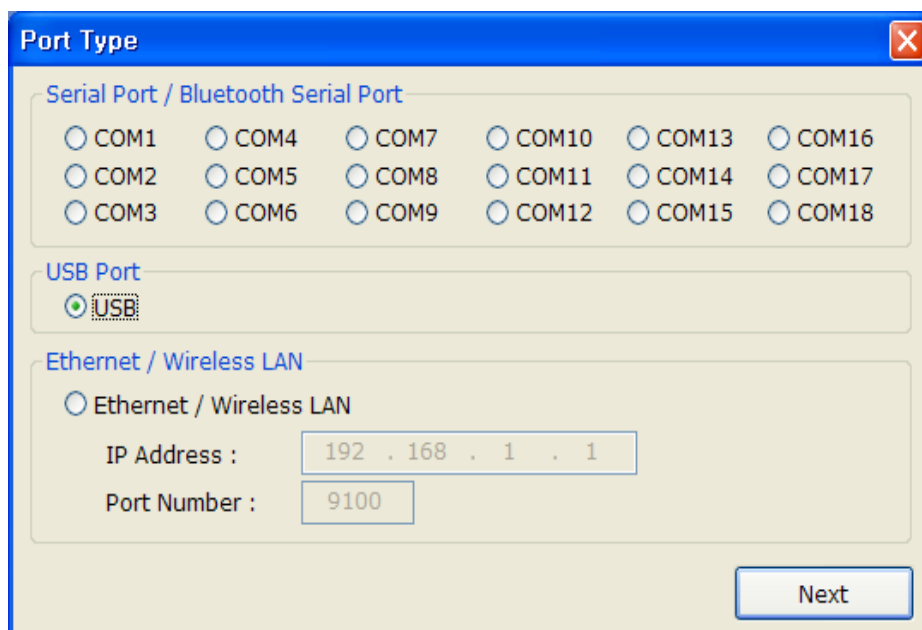 Port Type
Serial Port / Bluetooth Serial Port
COM1 COM4 COM7 COM10 COM13 COM16
COM2 COM5 COM8 COM11 COM14 COM17
COM3 COM6 COM9 COM12 COM15 COM18
USB Port
USB
Ethernet / Wireless LAN
Ethernet / Wireless LAN
IP Address : 192 . 168 . 1 . 1
Port Number : 9100
Next